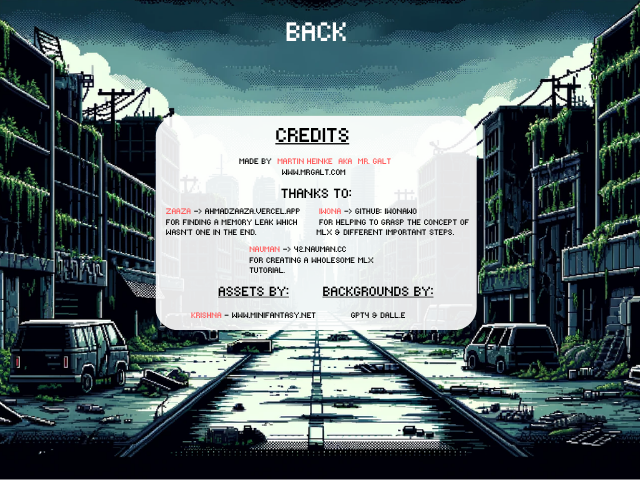 BACK
CREDITS
MADE BY MARTIN HEINKE AKA MR. GALT
WWW.MRGALT.COM
THANKS TO:
ZAAZA -> AHMADZAAZA.VERCEL.APP
FOR FINDING A MEMORY LEAK WHICH
WASN'T ONE IN THE END.
IWONA -> GITHUB: IWONAWO
FOR HELPING TO GRASP THE CONCEPT OF
MLX & DIFFERENT IMPORTANT STEPS.
NAUMAN -> 42.NAUMAN.CC
FOR CREATING A WHOLESOME MLX
TUTORIAL.
ASSETS BY:
KRISHNA - WWW.MINIFANTASY.NET
BACKGROUNDS BY:
GPT4 & DALL.E